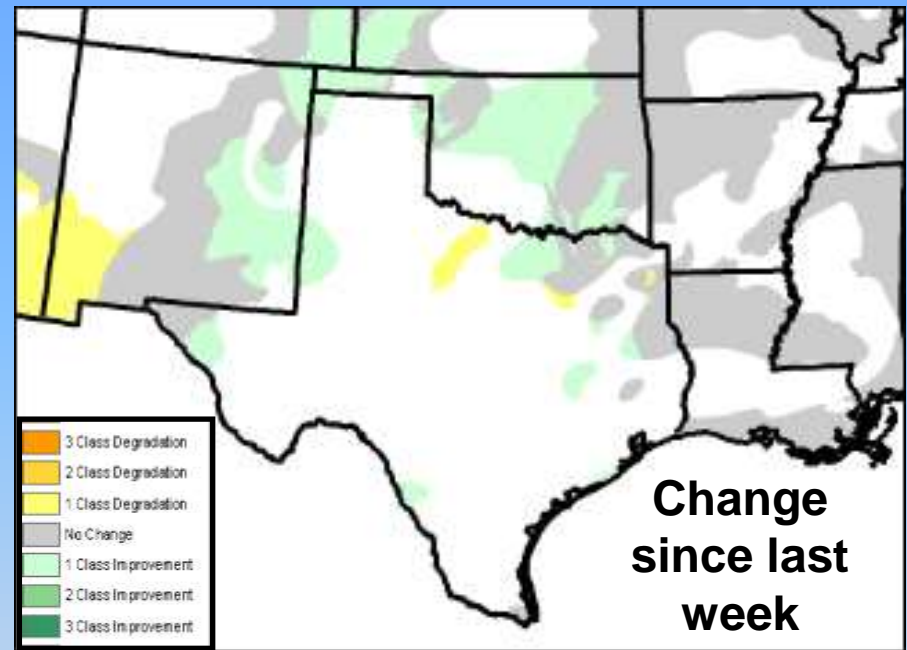 3 Class Degradation
2 Class Degradation
1 Class Degradation
No Change
1 Class Improvement
2 Class Improvement
3 Class Improvement
Change
since last
week